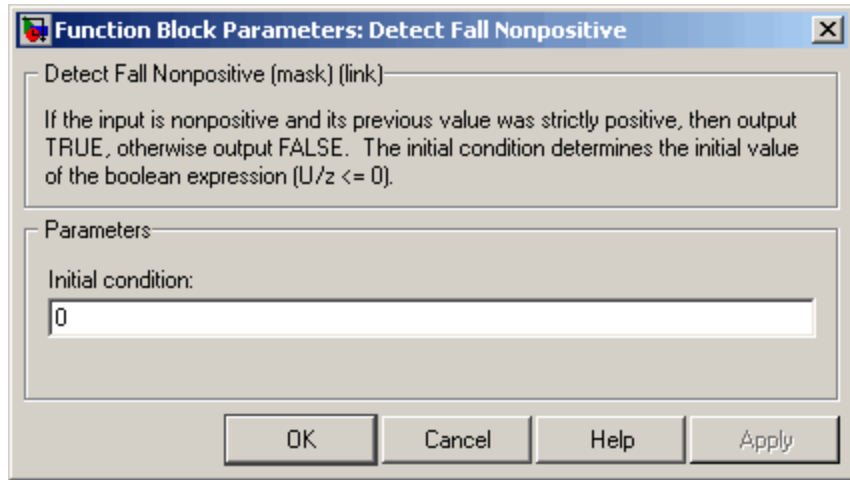 Function Block Parameters: Detect Fall Nonpositive
Detect Fall Nonpositive (mask) (link)
If the input is nonpositive and its previous value was strictly positive, then output
TRUE, otherwise output FALSE.  The initial condition determines the initial value
of the boolean expression (U/z <= 0).
Parameters
Initial condition:
0
OK Cancel Help Apply